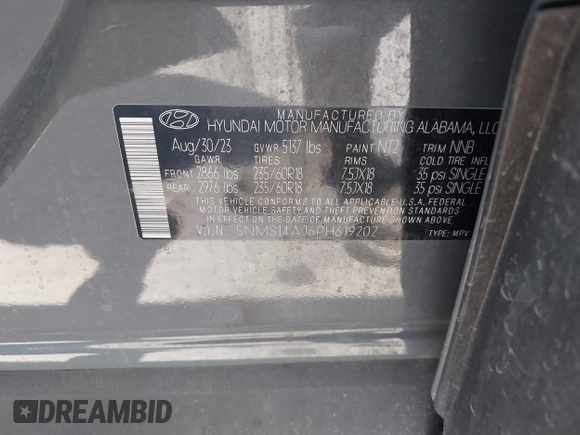 MANUFACTURED BY
HYUNDAI MOTOR MANUFACTURING ALABAMA, LLC
Aug/30/23 GVWR 5137 lbs PAINT NT2 TRIM NNB
GAWR TIRES RIMS COLD TIRE INFL
FRONT 2866 lbs 235/60R18 7.5JX18 35 psi SINGLE
REAR 2976 lbs 235/60R18 7.5JX18 35 psi SINGLE
THIS VEHICLE CONFORMS TO ALL APPLICABLE U.S.A. FEDERAL
MOTOR VEHICLE SAFETY AND THEFT PREVENTION STANDARDS
IN EFFECT ON THE DATE OF MANUFACTURE SHOWN ABOVE.
V.I.N. 5NMS14AJ6PH619202 TYPE: MPV
DREAMBID